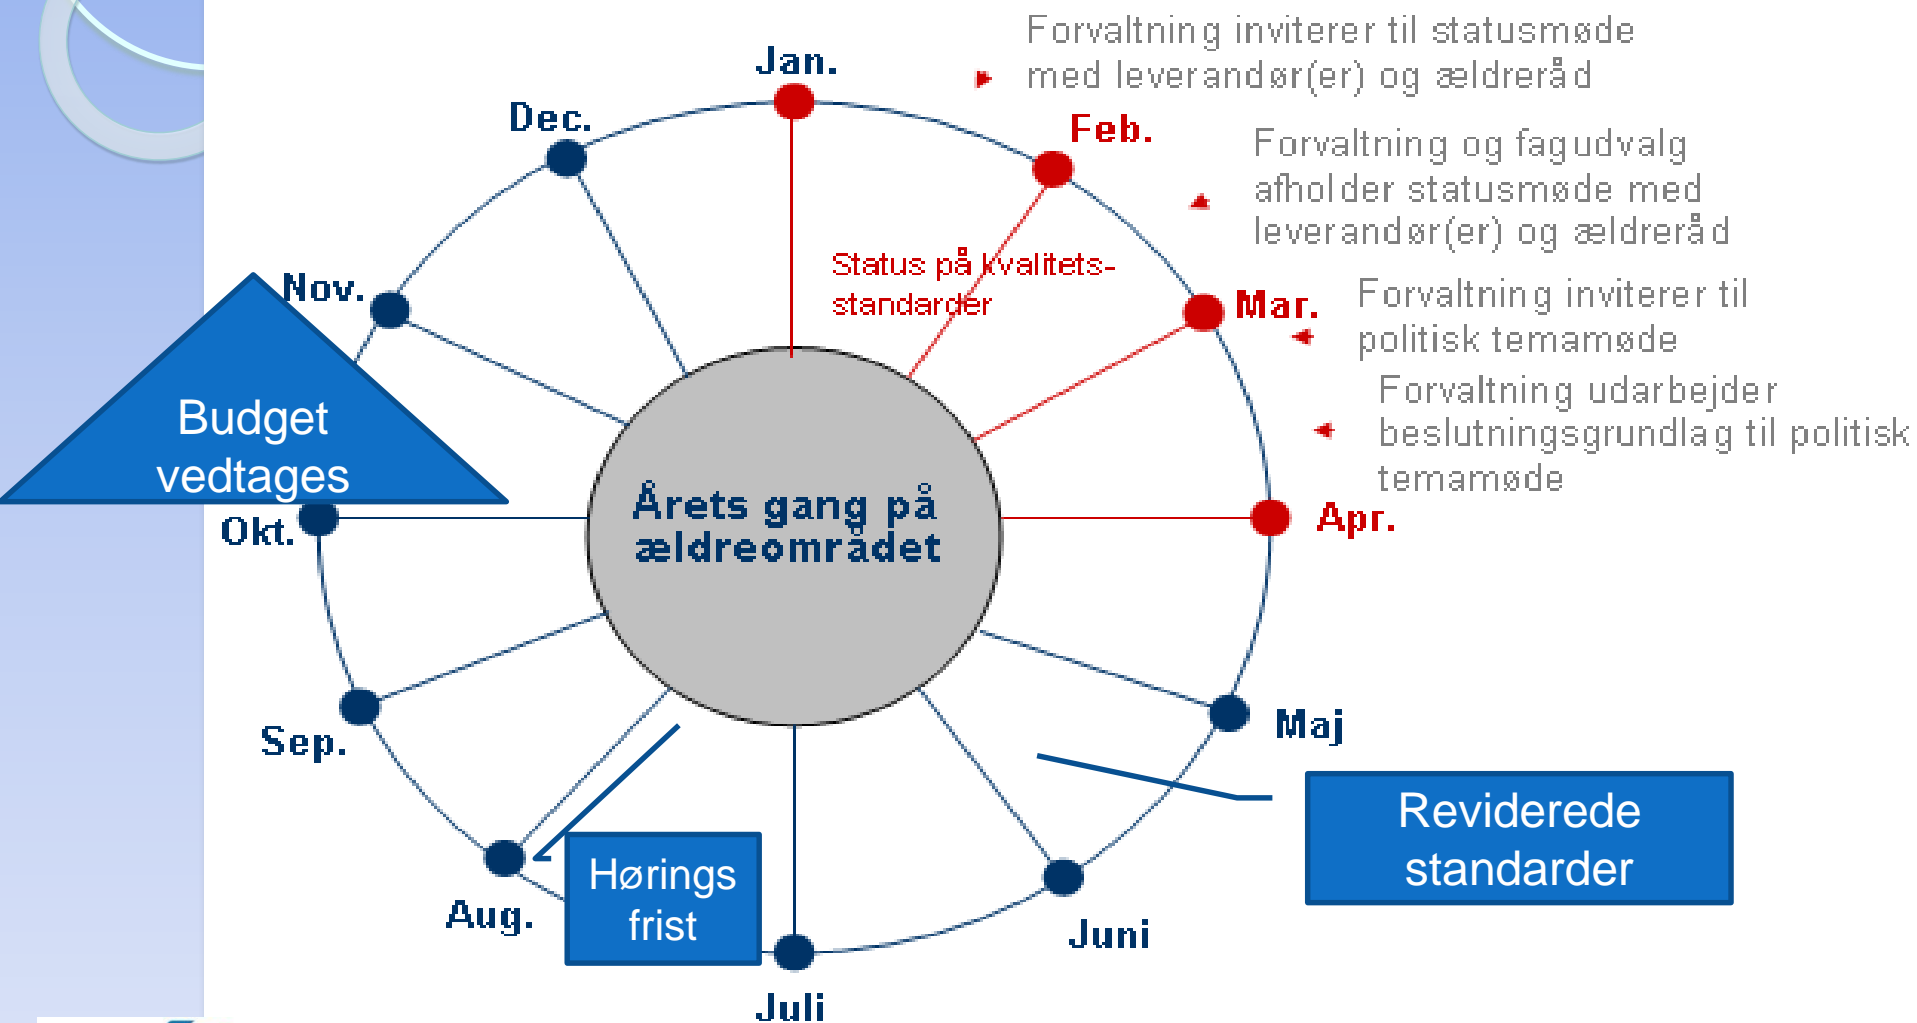 Forvaltning inviterer til statusmøde
med leverandør(er) og ældreråd
Jan.
Dec.
Feb.
Forvaltning og fagudvalg
afholder statusmøde med
leverandør(er) og ældreråd
Status på kvalitets-
standarder
Nov.
Mar.
Forvaltning inviterer til
politisk temamøde
Forvaltning udarbejder
beslutningsgrundlag til politisk
temamøde
Budget
vedtages
Årets gang på
ældreområdet
Okt.
Apr.
Sep.
Maj
Reviderede
standarder
Hørings
frist
Aug.
Juni
Juli